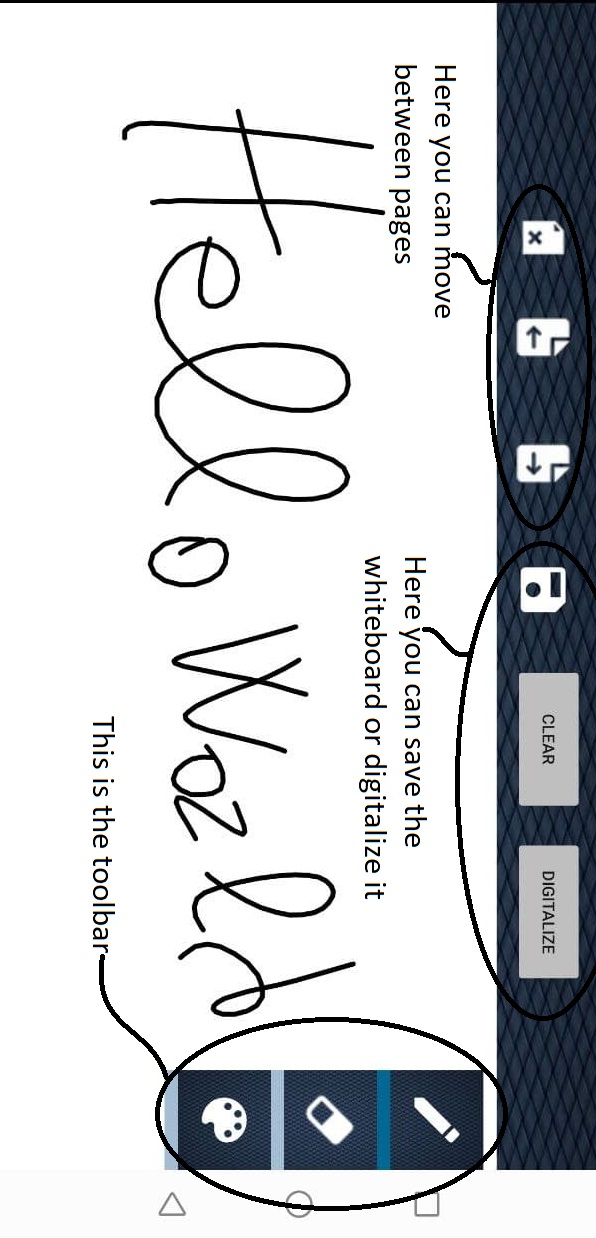 CLEAR
DIGITALIZE
Here you can move
between pages
Here you can save the
whiteboard or digitalize it
Hello World
This is the toolbar